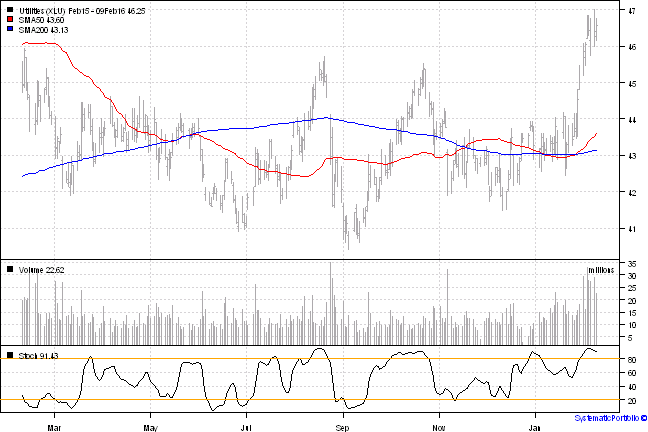 Utilities (XLU) Feb15 - 09Feb16 46.25
SMA50 43.60
SMA200 43.13
47
46
45
44
43
42
41
Volume 22.62
millions
35
30
25
20
15
10
5
Stoch 91.43
80
60
40
20
Mar
May
Jul
Sep
Nov
Jan
SystematicPortfolio ©